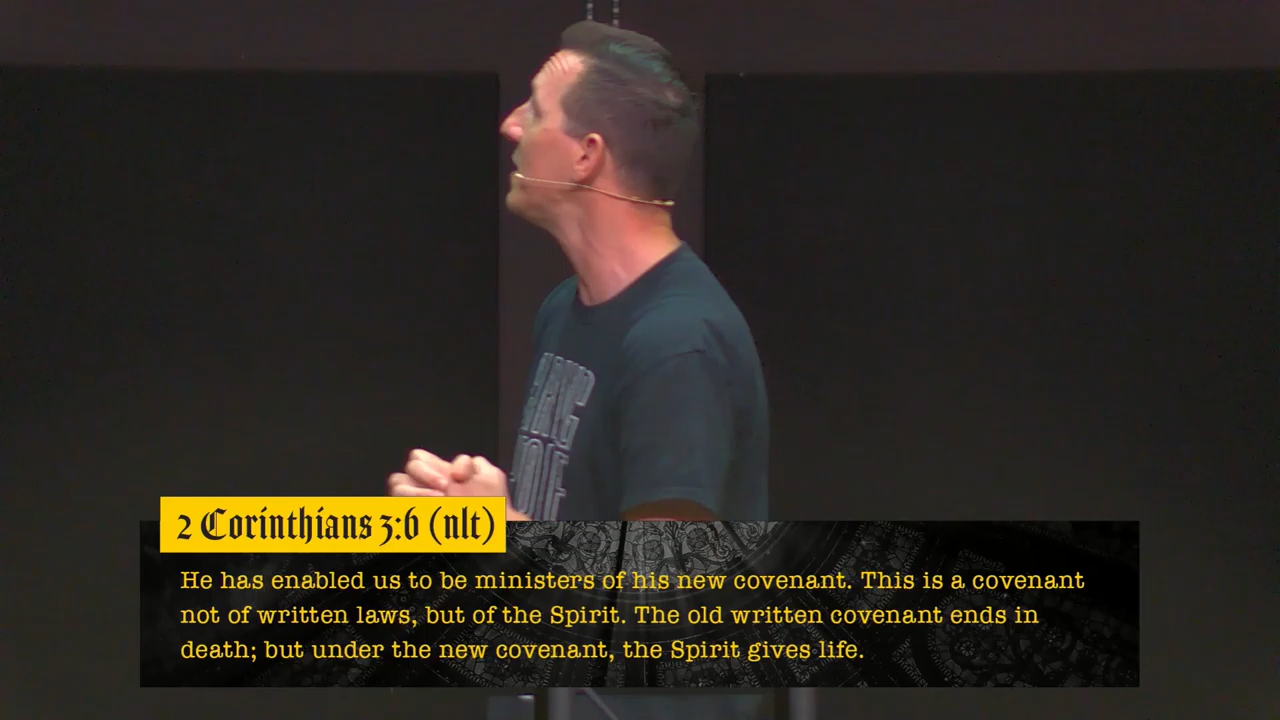 2 Corinthians 3:6 (nlt)
He has enabled us to be ministers of his new covenant. This is a covenant
not of written laws, but of the Spirit. The old written covenant ends in
death; but under the new covenant, the Spirit gives life.